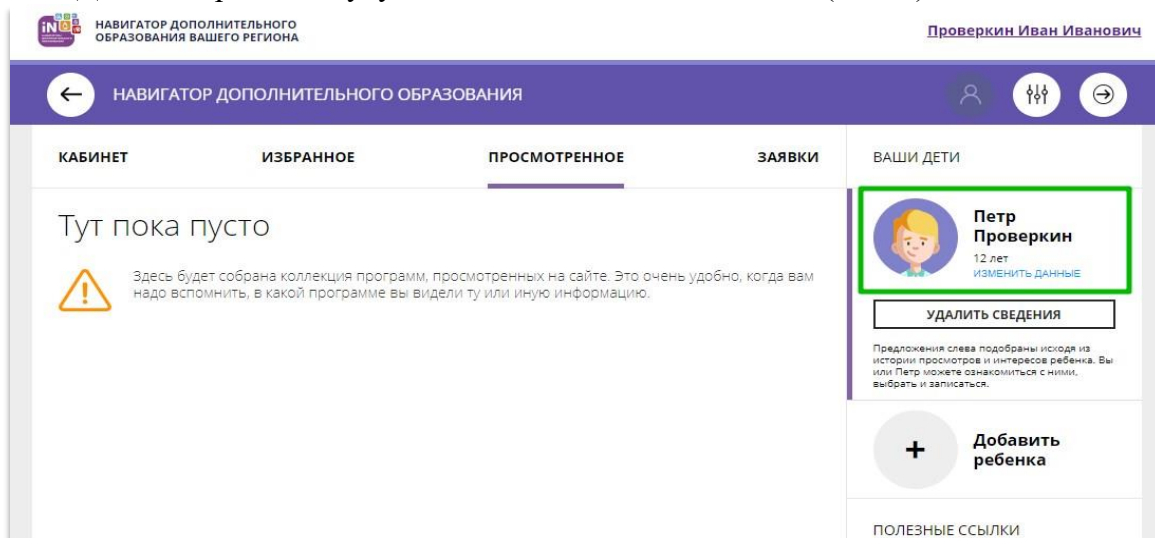 НАВИГАТОР ДОПОЛНИТЕЛЬНОГО
ОБРАЗОВАНИЯ ВАШЕГО РЕГИОНА
Проверкин Иван Иванович
НАВИГАТОР ДОПОЛНИТЕЛЬНОГО ОБРАЗОВАНИЯ
КАБИНЕТ ИЗБРАННОЕ ПРОСМОТРЕННОЕ ЗАЯВКИ
Тут пока пусто
Здесь будет собрана коллекция программ, просмотренных на сайте. Это очень удобно, когда вам
надо вспомнить, в какой программе вы видели ту или иную информацию.
ВАШИ ДЕТИ
Петр
Проверкин
12 лет
ИЗМЕНИТЬ ДАННЫЕ
УДАЛИТЬ СВЕДЕНИЯ
Предложения слева подобраны исходя из
истории просмотров и интересов ребенка. Вы
или Петр можете ознакомиться с ними,
выбрать и записаться.
+ Добавить
ребенка
ПОЛЕЗНЫЕ ССЫЛКИ